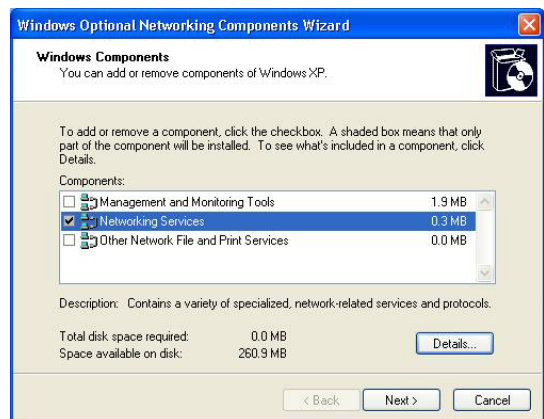 Windows Optional Networking Components Wizard
Windows Components
You can add or remove components of Windows XP.
To add or remove a component, click the checkbox. A shaded box means that only
part of the component will be installed. To see what's included in a component, click
Details.
Components:
Management and Monitoring Tools 1.9 MB
Networking Services 0.3 MB
Other Network File and Print Services 0.0 MB
Description: Contains a variety of specialized, network-related services and protocols.
Total disk space required: 0.0 MB
Space available on disk: 260.9 MB
Details...
< Back Next > Cancel